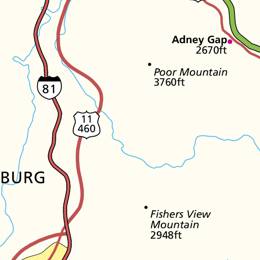 Adney Gap
2670ft
Poor Mountain
3760ft
81
11
460
BURG
Fishers View
Mountain
2948ft